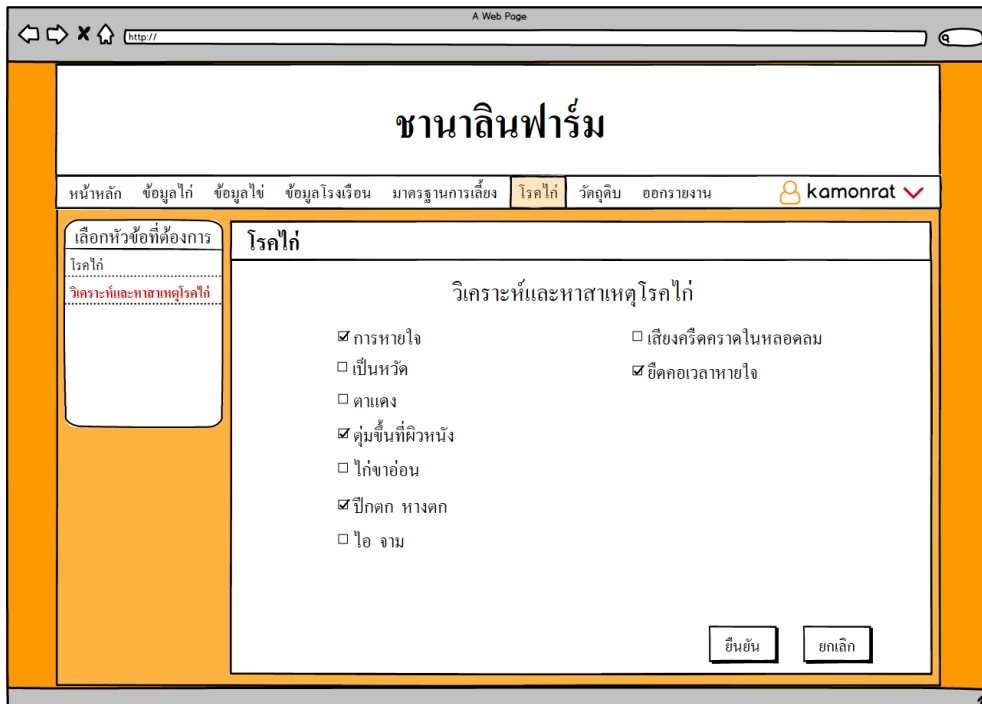 A Web Page
http://
ชานาลินฟาร์ม
หน้าหลัก ข้อมูลไก่ ข้อมูลไข่ ข้อมูลโรงเรือน มาตรฐานการเลี้ยง โรคไก่ วัตถุดิบ ออกรายงาน kamonrat
เลือกหัวข้อที่ต้องการ
โรคไก่
วิเคราะห์และหาสาเหตุโรคไก่
โรคไก่
วิเคราะห์และหาสาเหตุโรคไก่
การหายใจ
เป็นหวัด
ตาแดง
ตุ่มขึ้นที่ผิวหนัง
ไก่ขาอ่อน
ปีกตก หางตก
ไอ จาม
เสียงครืดคราดในหลอดลม
ยืดคอเวลาหายใจ
ยืนยัน ยกเลิก